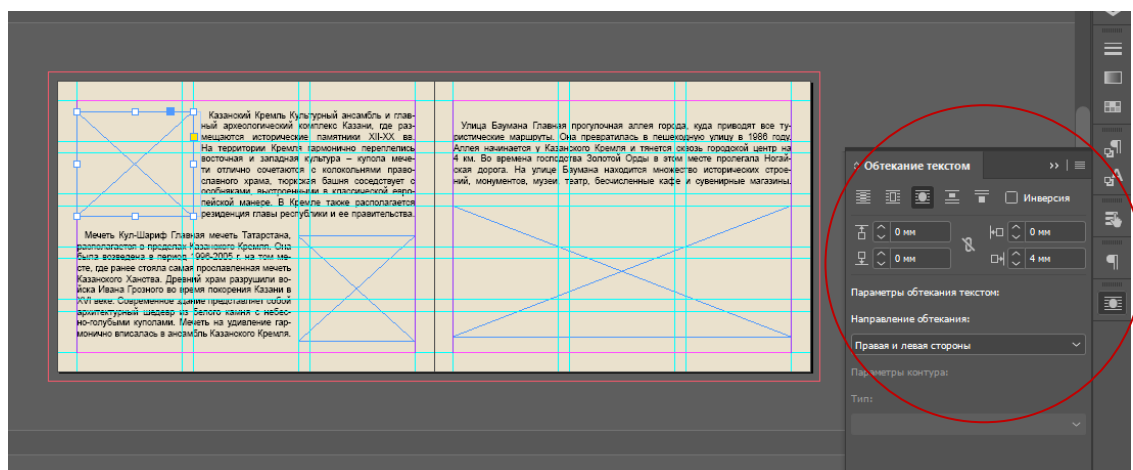 Казанский Кремль Культурный ансамбль и глав-
ный археологический комплекс Казани, где раз-
мещаются исторические памятники XII-XX вв.
На территории Кремля гармонично переплелись
восточная и западная культура – купола мече-
ти отлично сочетаются с колокольнями право-
славного храма, тюркская башня соседствует с
особняками, выстроенными в классической евро-
пейской манере. В Кремле также располагается
резиденция главы республики и ее правительства.
Мечеть Кул-Шариф Главная мечеть Татарстана,
располагается в пределах Казанского Кремля. Она
была возведена в период 1996-2005 г. на том ме-
сте, где ранее стояла самая прославленная мечеть
Казанского Ханства. Древний храм разрушили во-
йска Ивана Грозного во время покорения Казани в
XVI веке. Современное здание представляет собой
архитектурный шедевр из белого камня с небес-
но-голубыми куполами. Мечеть на удивление гар-
монично вписалась в ансамбль Казанского Кремля.
Улица Баумана Главная прогулочная аллея города, куда приводят все ту-
ристические маршруты. Она превратилась в пешеходную улицу в 1986 году.
Аллея начинается у Казанского Кремля и тянется сквозь городской центр на
4 км. Во времена господства Золотой Орды в этом месте пролегала Ногай-
ская дорога. На улице Баумана находится множество исторических строе-
ний, монументов, музеи, театр, бесчисленные кафе и сувенирные магазины.
Обтекание текстом
Инверсия
0 мм 0 мм
0 мм 4 мм
Параметры обтекания текстом:
Направление обтекания:
Правая и левая стороны
Параметры контура:
Тип: